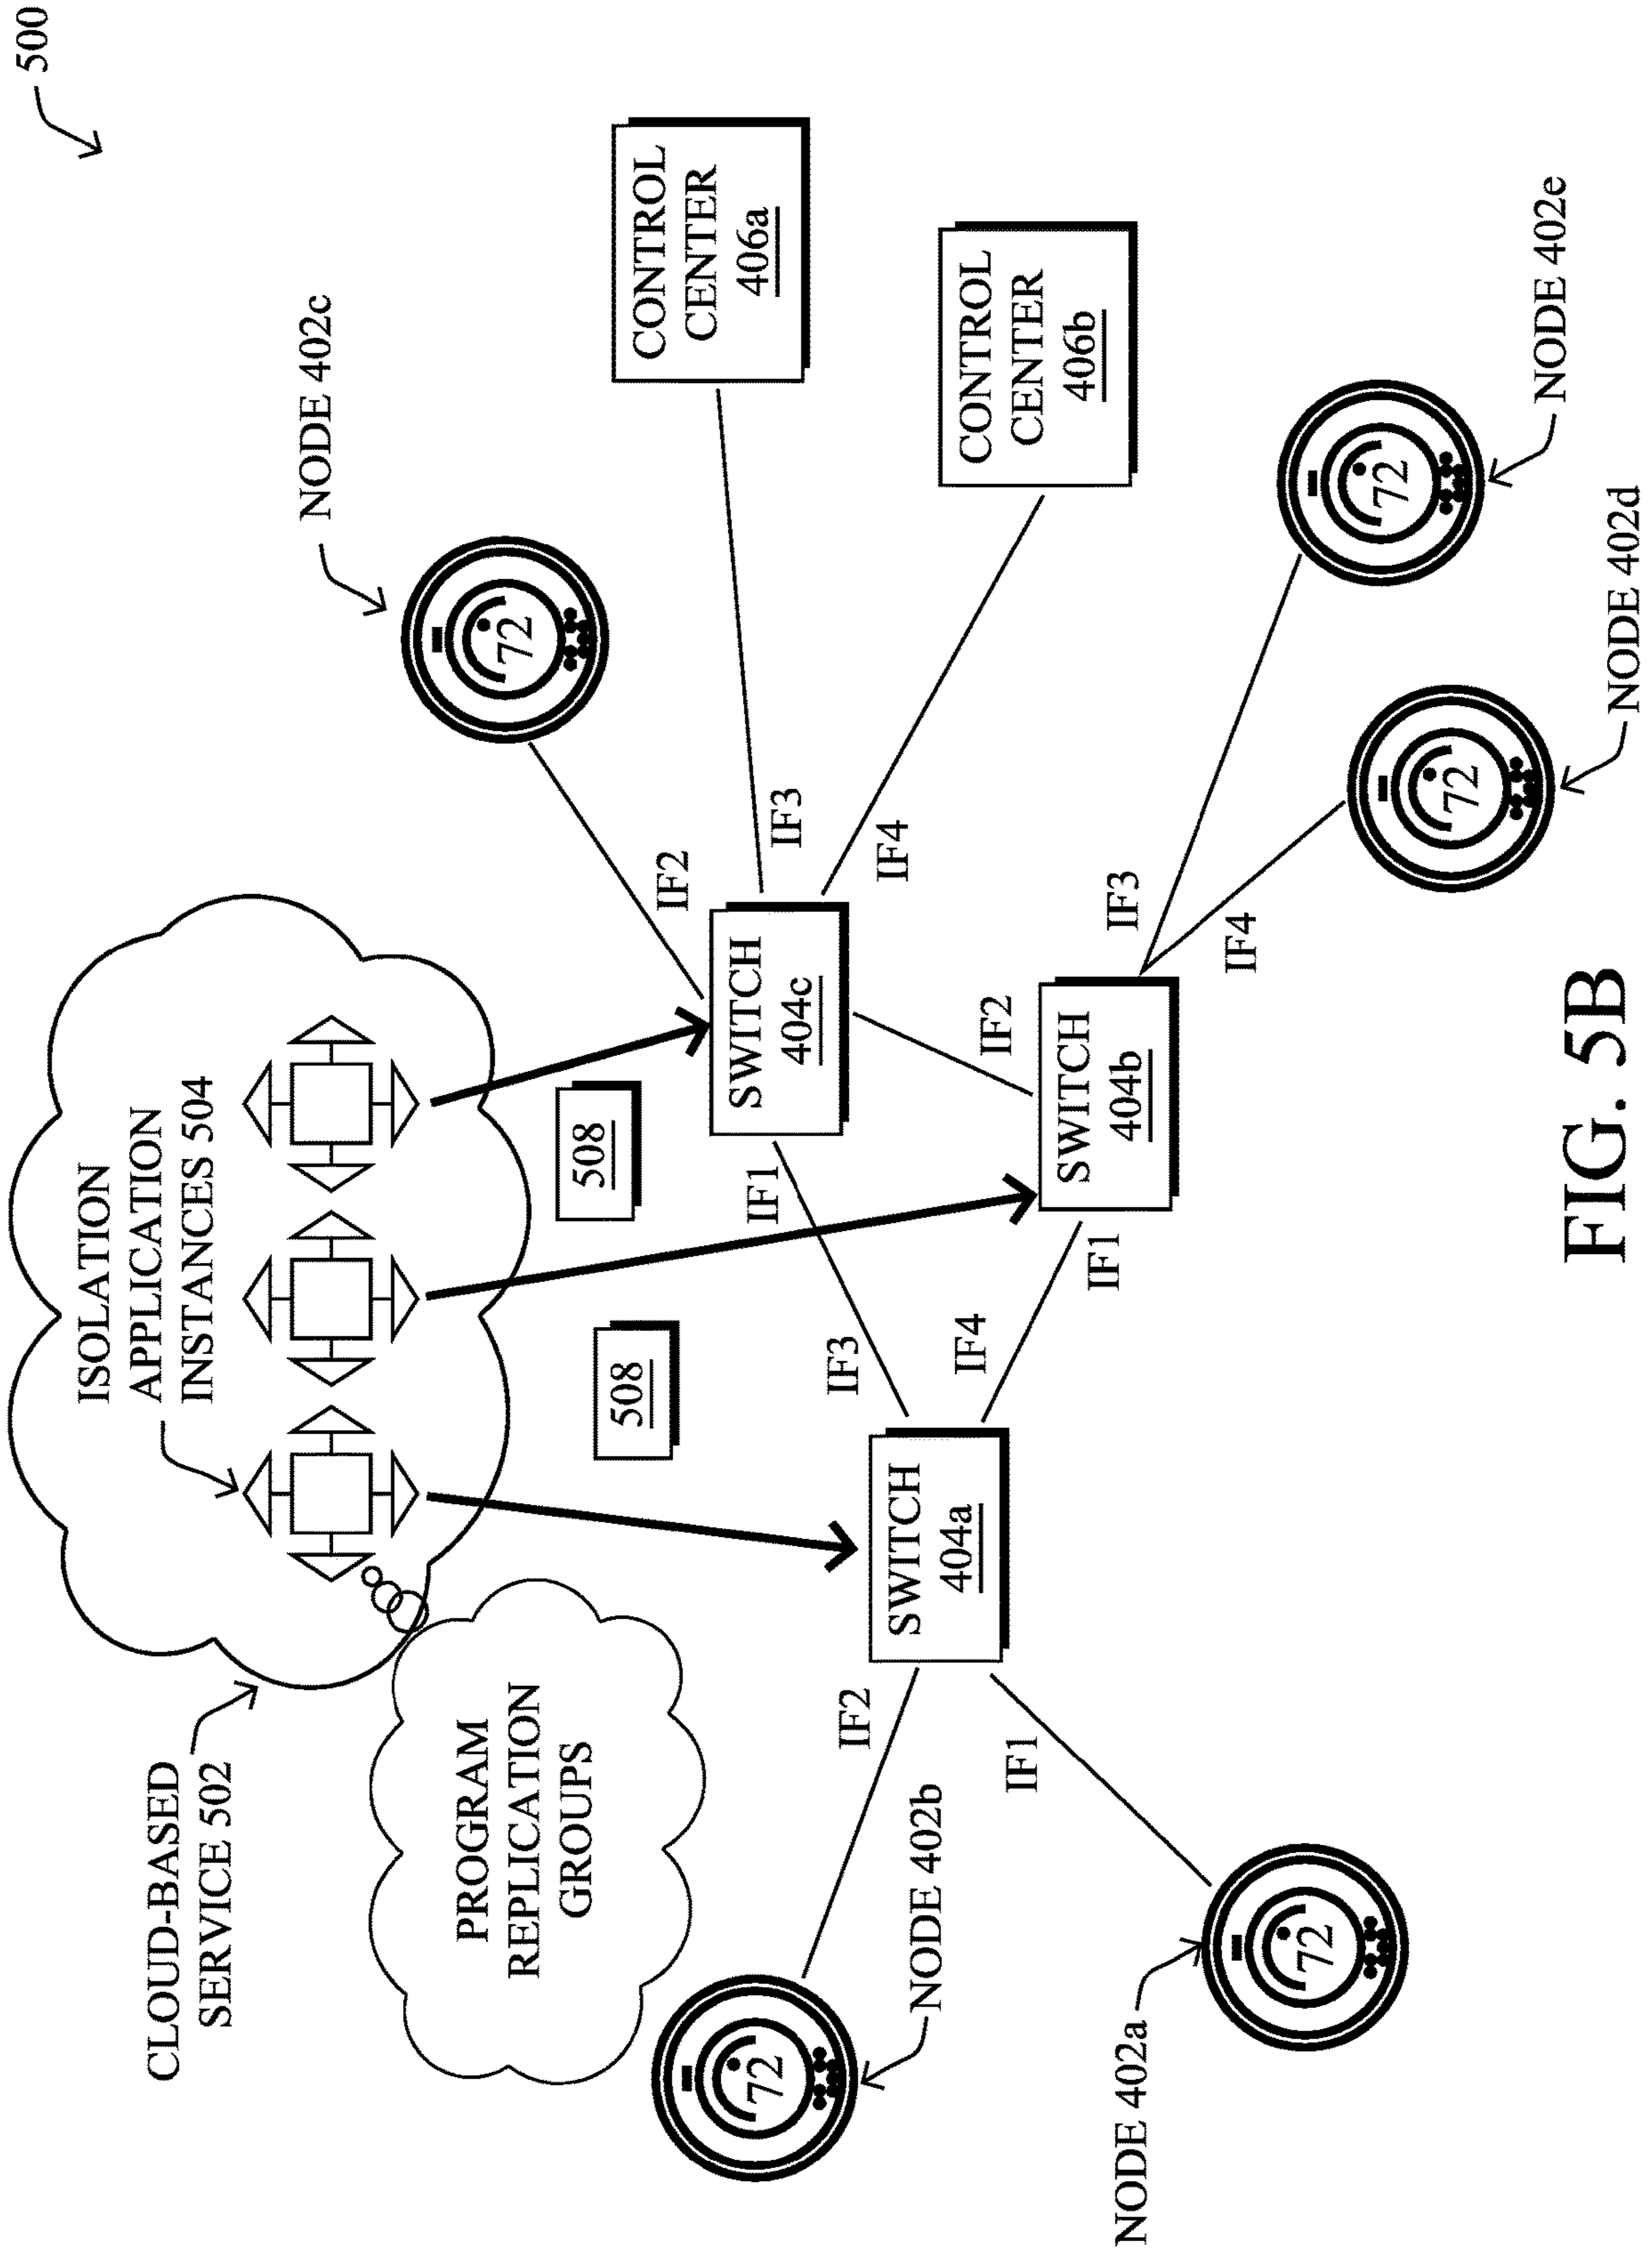 500
CLOUD-BASED
SERVICE 502
ISOLATION
APPLICATION
INSTANCES 504
NODE 402c
PROGRAM
REPLICATION
GROUPS
508
508
CONTROL
CENTER
406a
IF2
IF3
SWITCH
404c
IF4
IF1
CONTROL
CENTER
406b
72
72
IF3
IF4
SWITCH
404a
IF2
IF1
IF2
SWITCH
404b
IF1
IF3
IF4
NODE 402b
NODE 402a
72
72
72
NODE 402e
NODE 402d
FIG. 5B